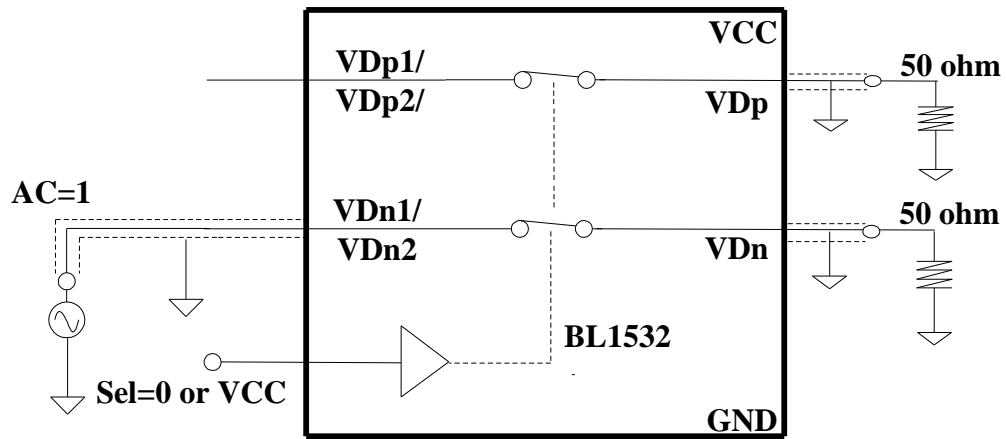 VCC
VDp1/
50 ohm
VDp2/
VDp
AC=1
VDn1/
50 ohm
VDn2
VDn
BL1532
Sel=0 or VCC
GND